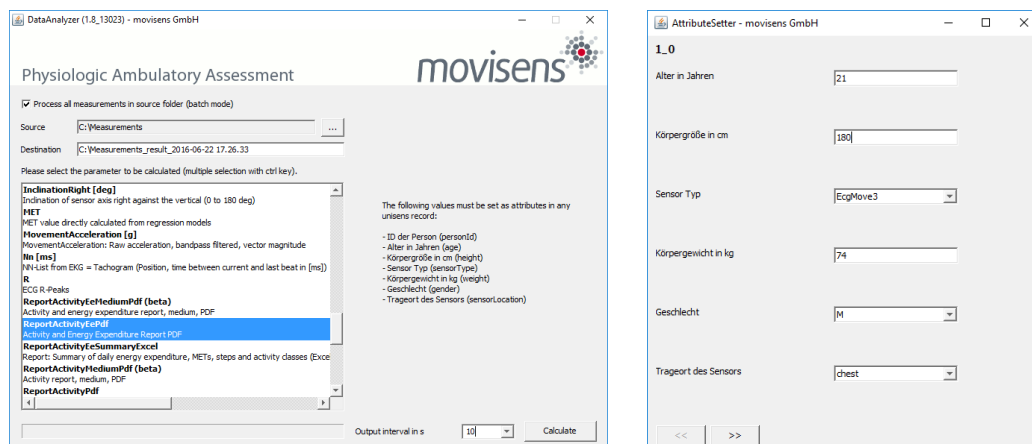 DataAnalyzer (1.8_13023) - movisens GmbH
Physiologic Ambulatory Assessment
movisens
Process all measurements in source folder (batch mode)
Source C:\Measurements ...
Destination C:\Measurements_result_2016-06-22 17.26.33
Please select the parameter to be calculated (multiple selection with ctrl key).
InclinationRight [deg]
Inclination of sensor axis right against the vertical (0 to 180 deg)
MET
MET value directly calculated from regression models
MovementAcceleration [g]
MovementAcceleration: Raw acceleration, bandpass filtered, vector magnitude
Nn [ms]
NN-List from EKG = Tachogram (Position, time between current and last beat in [ms])
R
ECG R-Peaks
ReportActivityEeMediumPdf (beta)
Activity and energy expenditure report, medium, PDF
ReportActivityEePdf
Activity and Energy Expenditure Report PDF
ReportActivityEeSummaryExcel
Report: Summary of daily energy expenditure, METs, steps and activity classes (Exce
ReportActivityMediumPdf (beta)
Activity report, medium, PDF
ReportActivityPdf
The following values must be set as attributes in any
unisens record:
- ID der Person (personId)
- Alter in Jahren (age)
- Körpergröße in cm (height)
- Sensor Typ (sensorType)
- Körpergewicht in kg (weight)
- Geschlecht (gender)
- Trageort des Sensors (sensorLocation)
Output interval in s 10 Calculate
AttributeSetter - movisens GmbH
1_0
Alter in Jahren 21
Körpergröße in cm 180
Sensor Typ EcgMove3
Körpergewicht in kg 74
Geschlecht M
Trageort des Sensors chest
<< >>